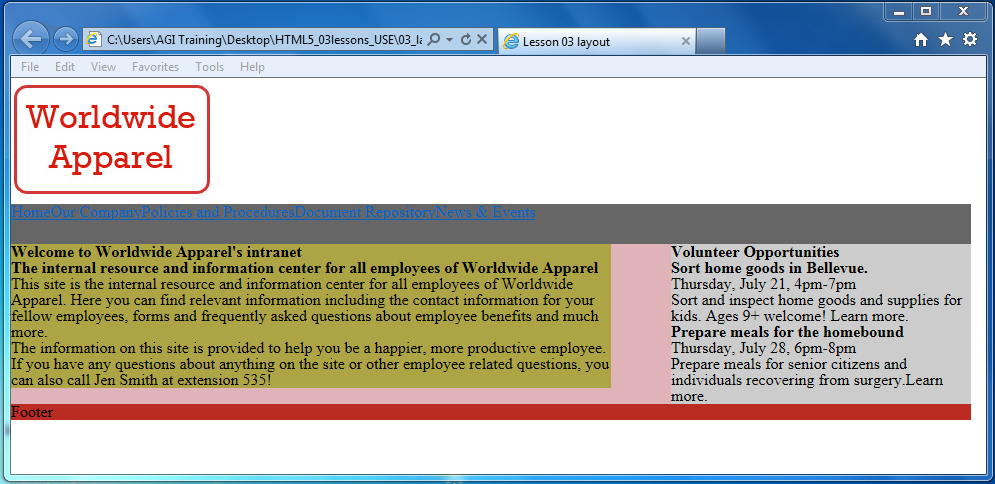 C:\Users\AGI Training\Desktop\HTML5_03lessons_USE\03_la
Lesson 03 layout
File Edit View Favorites Tools Help
Worldwide
Apparel
HomeOur CompanyPolicies and ProceduresDocument RepositoryNews & Events
Welcome to Worldwide Apparel's intranet
The internal resource and information center for all employees of Worldwide Apparel
This site is the internal resource and information center for all employees of Worldwide
Apparel. Here you can find relevant information including the contact information for your
fellow employees, forms and frequently asked questions about employee benefits and much
more.
The information on this site is provided to help you be a happier, more productive employee.
If you have any questions about anything on the site or other employee related questions, you
can also call Jen Smith at extension 535!
Volunteer Opportunities
Sort home goods in Bellevue.
Thursday, July 21, 4pm-7pm
Sort and inspect home goods and supplies for
kids. Ages 9+ welcome! Learn more.
Prepare meals for the homebound
Thursday, July 28, 6pm-8pm
Prepare meals for senior citizens and
individuals recovering from surgery.Learn
more.
Footer